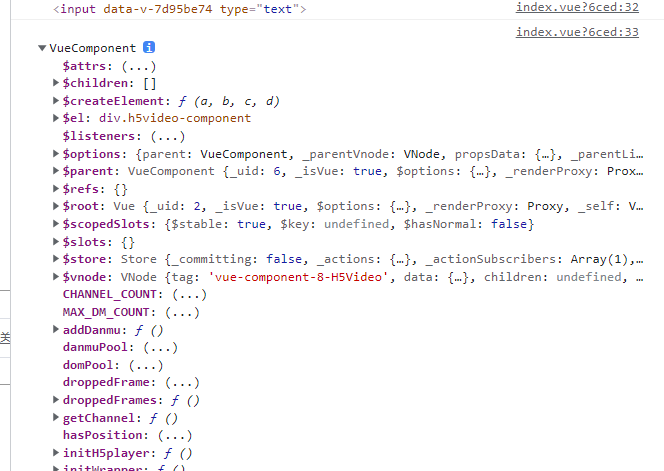 <input data-v-7d95be74 type="text"> index.vue?6ced:32
index.vue?6ced:33
VueComponent i
$attrs: (...)
$children: []
$createElement: ƒ (a, b, c, d)
$el: div.h5video-component
$listeners: (...)
$options: {parent: VueComponent, _parentVnode: VNode, propsData: {…}, _parentLi…
$parent: VueComponent {_uid: 6, _isVue: true, $options: {…}, _renderProxy: Prox…
$refs: {}
$root: Vue {_uid: 2, _isVue: true, $options: {…}, _renderProxy: Proxy, _self: V…
$scopedSlots: {$stable: true, $key: undefined, $hasNormal: false}
$slots: {}
$store: Store {_committing: false, _actions: {…}, _actionSubscribers: Array(1),…
$vnode: VNode {tag: 'vue-component-8-H5Video', data: {…}, children: undefined, …
CHANNEL_COUNT: (...)
MAX_DM_COUNT: (...)
addDanmu: ƒ ()
关
danmuPool: (...)
domPool: (...)
droppedFrame: (...)
droppedFrames: ƒ ()
getChannel: ƒ ()
hasPosition: (...)
initH5player: ƒ ()
initWrapper: ƒ ()